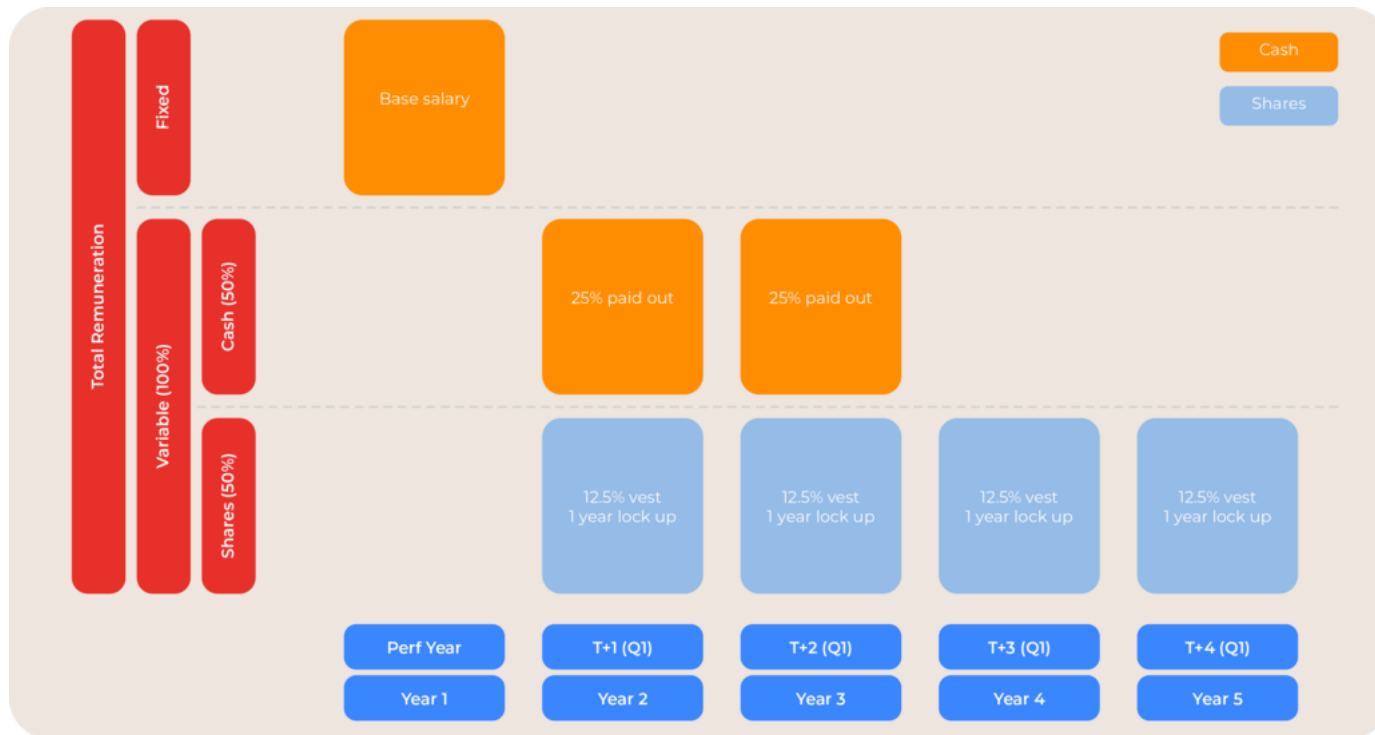 Total Remuneration
Fixed
Base salary
Cash
Shares
Variable (100%)
Cash (50%)
25% paid out
25% paid out
Shares (50%)
12.5% vest
1 year lock up
12.5% vest
1 year lock up
12.5% vest
1 year lock up
12.5% vest
1 year lock up
Perf Year
T+1 (Q1)
T+2 (Q1)
T+3 (Q1)
T+4 (Q1)
Year 1
Year 2
Year 3
Year 4
Year 5